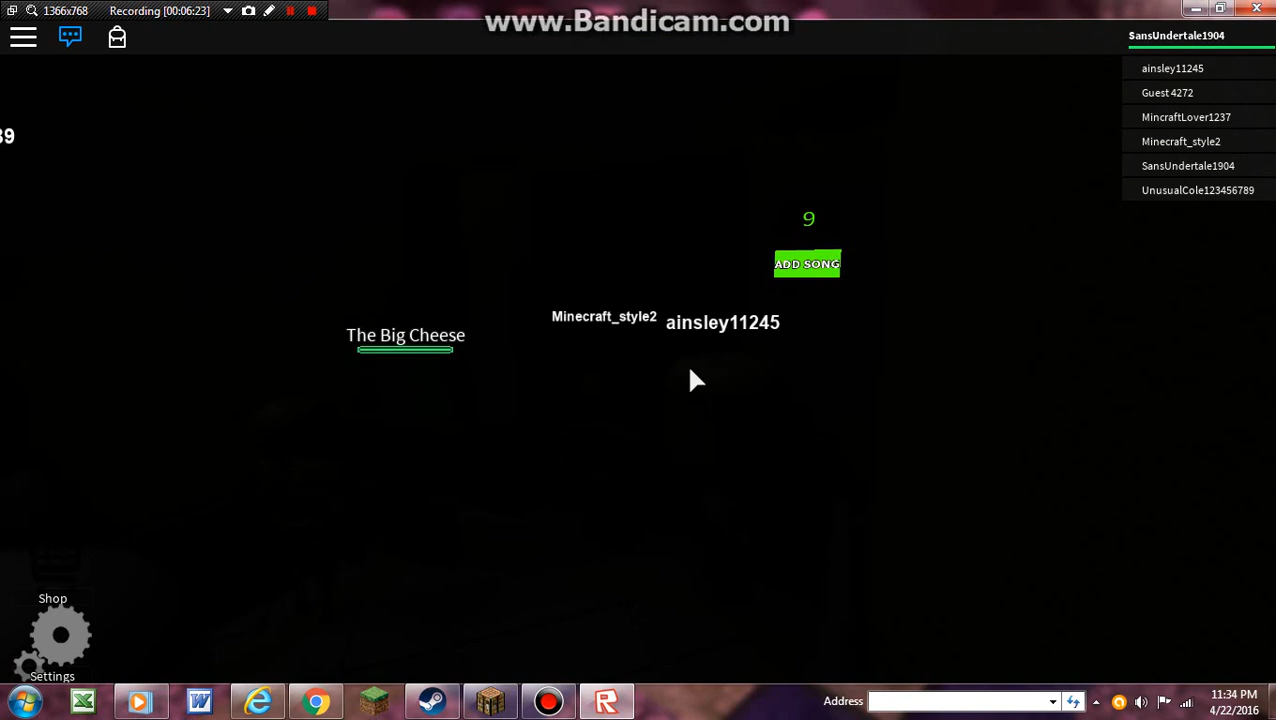 1366x768 Recording [00:06:23]
www.Bandicam.com
SansUndertale1904
ainsley11245
Guest 4272
MincraftLover1237
Minecraft_style2
SansUndertale1904
UnusualCole123456789
39
9
ADD SONG
Minecraft_style2 ainsley11245
The Big Cheese
Shop
Settings
Address
11:34 PM
4/22/2016